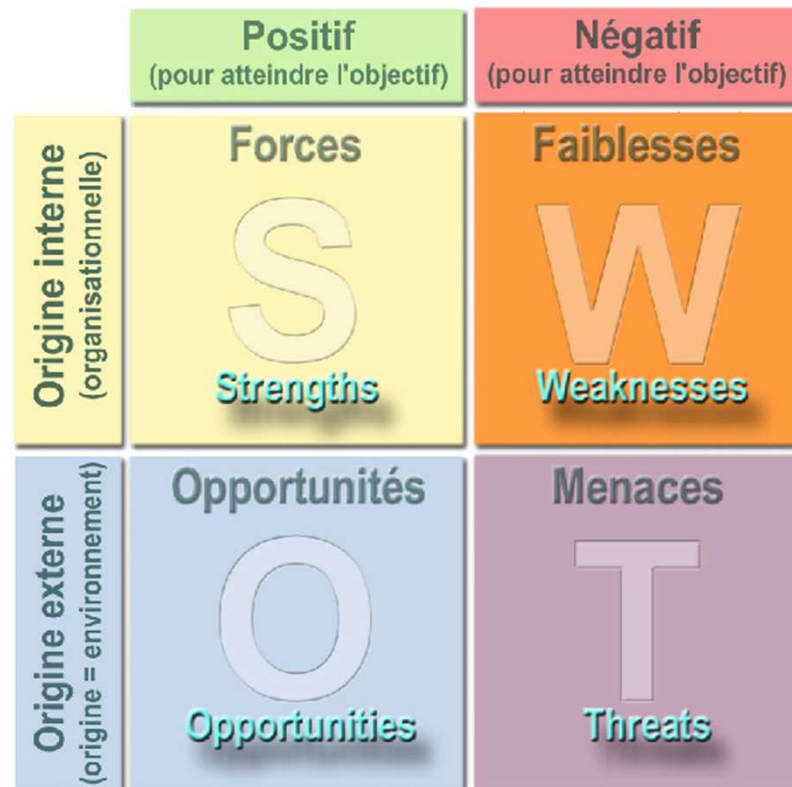 Positif
(pour atteindre l'objectif)
Négatif
(pour atteindre l'objectif)
Origine interne
(organisationnelle)
Forces
S
Strengths
Faiblesses
W
Weaknesses
Origine externe
(origine = environnement)
Opportunités
O
Opportunities
Menaces
T
Threats